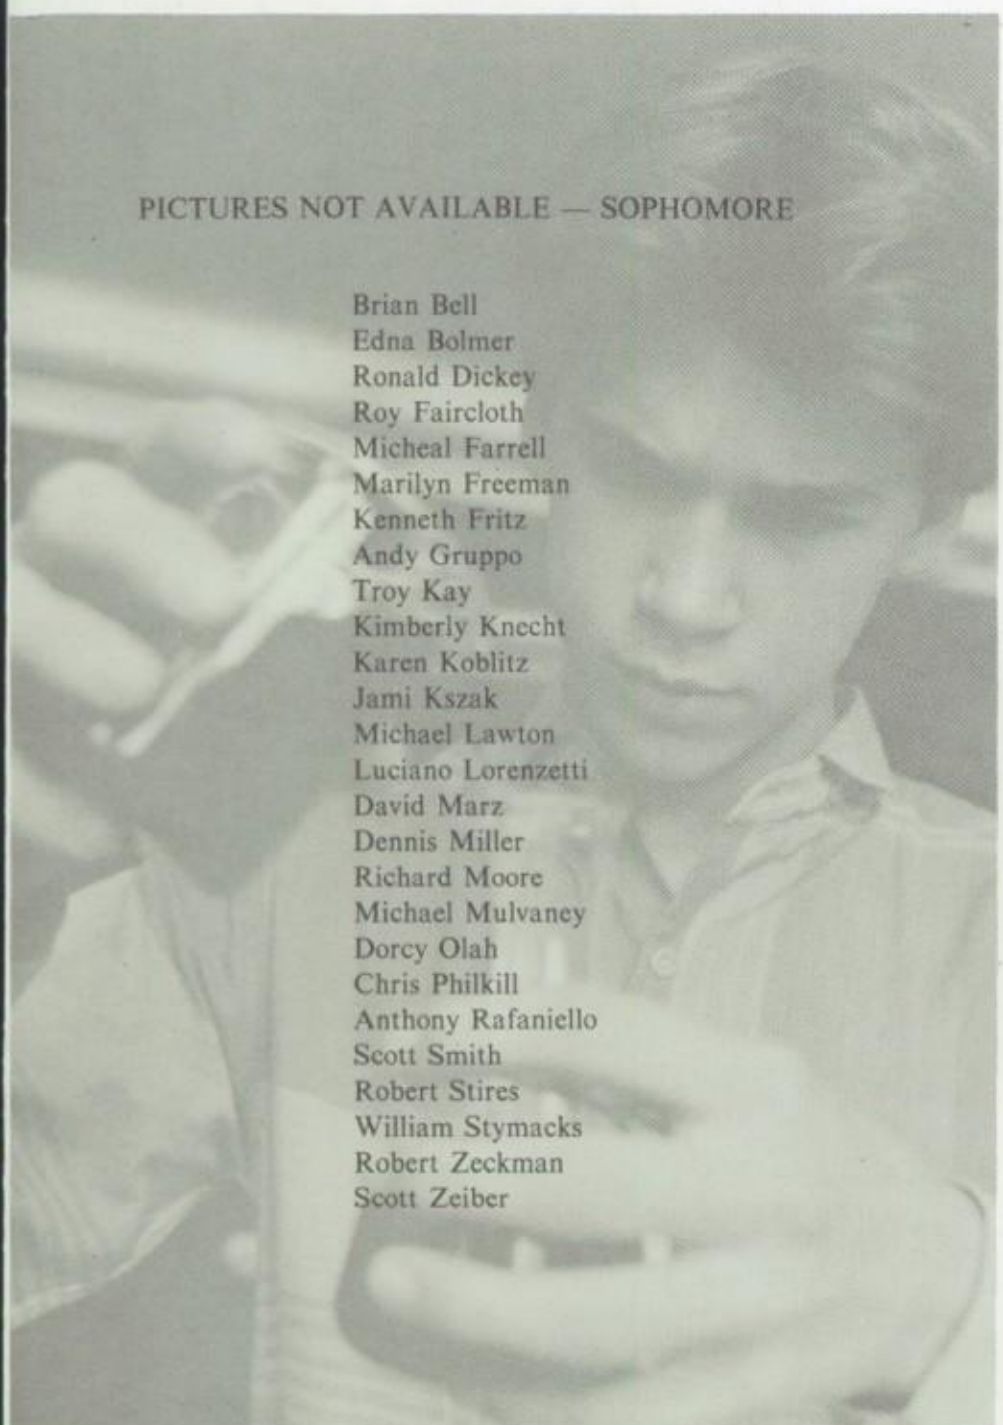 PICTURES NOT AVAILABLE — SOPHOMORE
Brian Bell
Edna Bolmer
Ronald Dickey
Roy Faircloth
Micheal Farrell
Marilyn Freeman
Kenneth Fritz
Andy Gruppo
Troy Kay
Kimberly Knecht
Karen Koblitz
Jami Kszak
Michael Lawton
Luciano Lorenzetti
David Marz
Dennis Miller
Richard Moore
Michael Mulvaney
Dorcy Olah
Chris Philkill
Anthony Rafaniello
Scott Smith
Robert Stires
William Stymacks
Robert Zeckman
Scott Zeiber